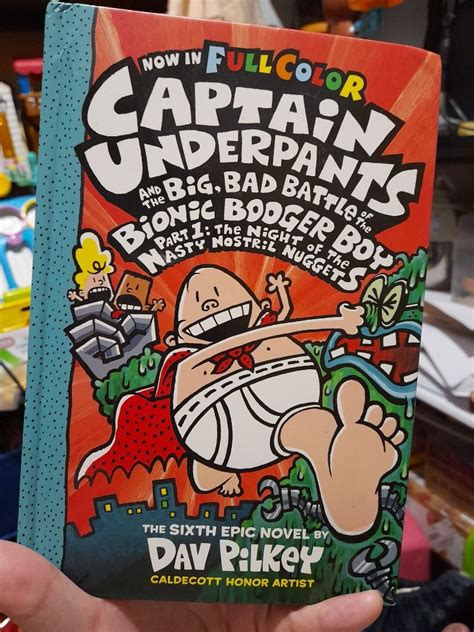 NOW IN FULL COLOR
CAPTAIN
UNDERPANTS
AND THE BIG, BAD BATTLE OF THE
BIONIC BOOGER BOY
PART 1: THE NIGHT OF THE
NASTY NOSTRIL NUGGETS
THE SIXTH EPIC NOVEL BY
DAV PILKEY
CALDECOTT HONOR ARTIST